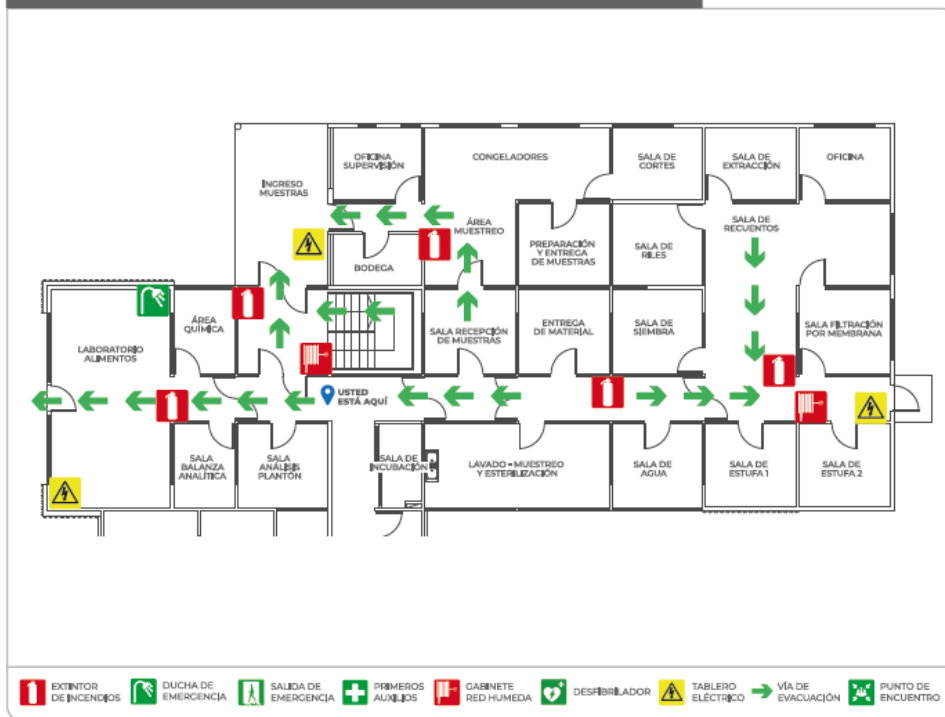 OFICINA
SUPERVISIÓN
CONGELADORES
SALA DE
CORTES
SALA DE
EXTRACCIÓN
OFICINA
INGRESO
MUESTRAS
ÁREA
MUESTREO
SALA DE
RECUENTOS
PREPARACIÓN
Y ENTREGA
DE MUESTRAS
SALA DE
RILES
BODEGA
ÁREA
QUÍMICA
SALA RECEPCIÓN
DE MUESTRAS
ENTREGA
DE MATERIAL
SALA DE
SIEMBRA
SALA FILTRACIÓN
POR MEMBRANA
LABORATORIO
ALIMENTOS
USTED
ESTÁ AQUÍ
SALA
BALANZA
ANALÍTICA
SALA
ANÁLISIS
PLANTÓN
SALA DE
INCUBACIÓN
LAVADO - MUESTREO
Y ESTERILIZACIÓN
SALA DE
AGUA
SALA DE
ESTUFA 1
SALA DE
ESTUFA 2
EXTINTOR
DE INCENDIOS
DUCHA DE
EMERGENCIA
SALIDA DE
EMERGENCIA
PRIMEROS
AUXILIOS
GABINETE
RED HUMEDA
DESFIBRILADOR
TABLERO
ELÉCTRICO
VÍA DE
EVACUACIÓN
PUNTO DE
ENCUENTRO